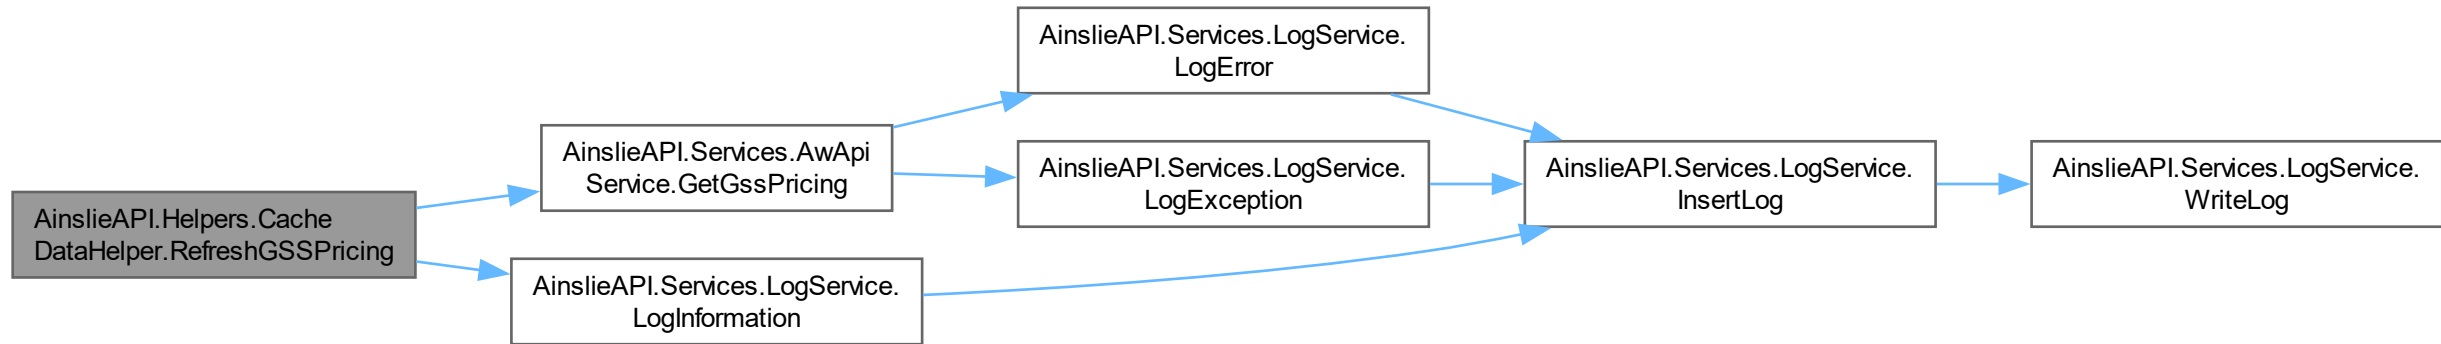 AinslieAPI.Helpers.Cache
DataHelper.RefreshGSSPricing
AinslieAPI.Services.AwApi
Service.GetGssPricing
AinslieAPI.Services.LogService.
LogError
AinslieAPI.Services.LogService.
LogException
AinslieAPI.Services.LogService.
LogInformation
AinslieAPI.Services.LogService.
InsertLog
AinslieAPI.Services.LogService.
WriteLog